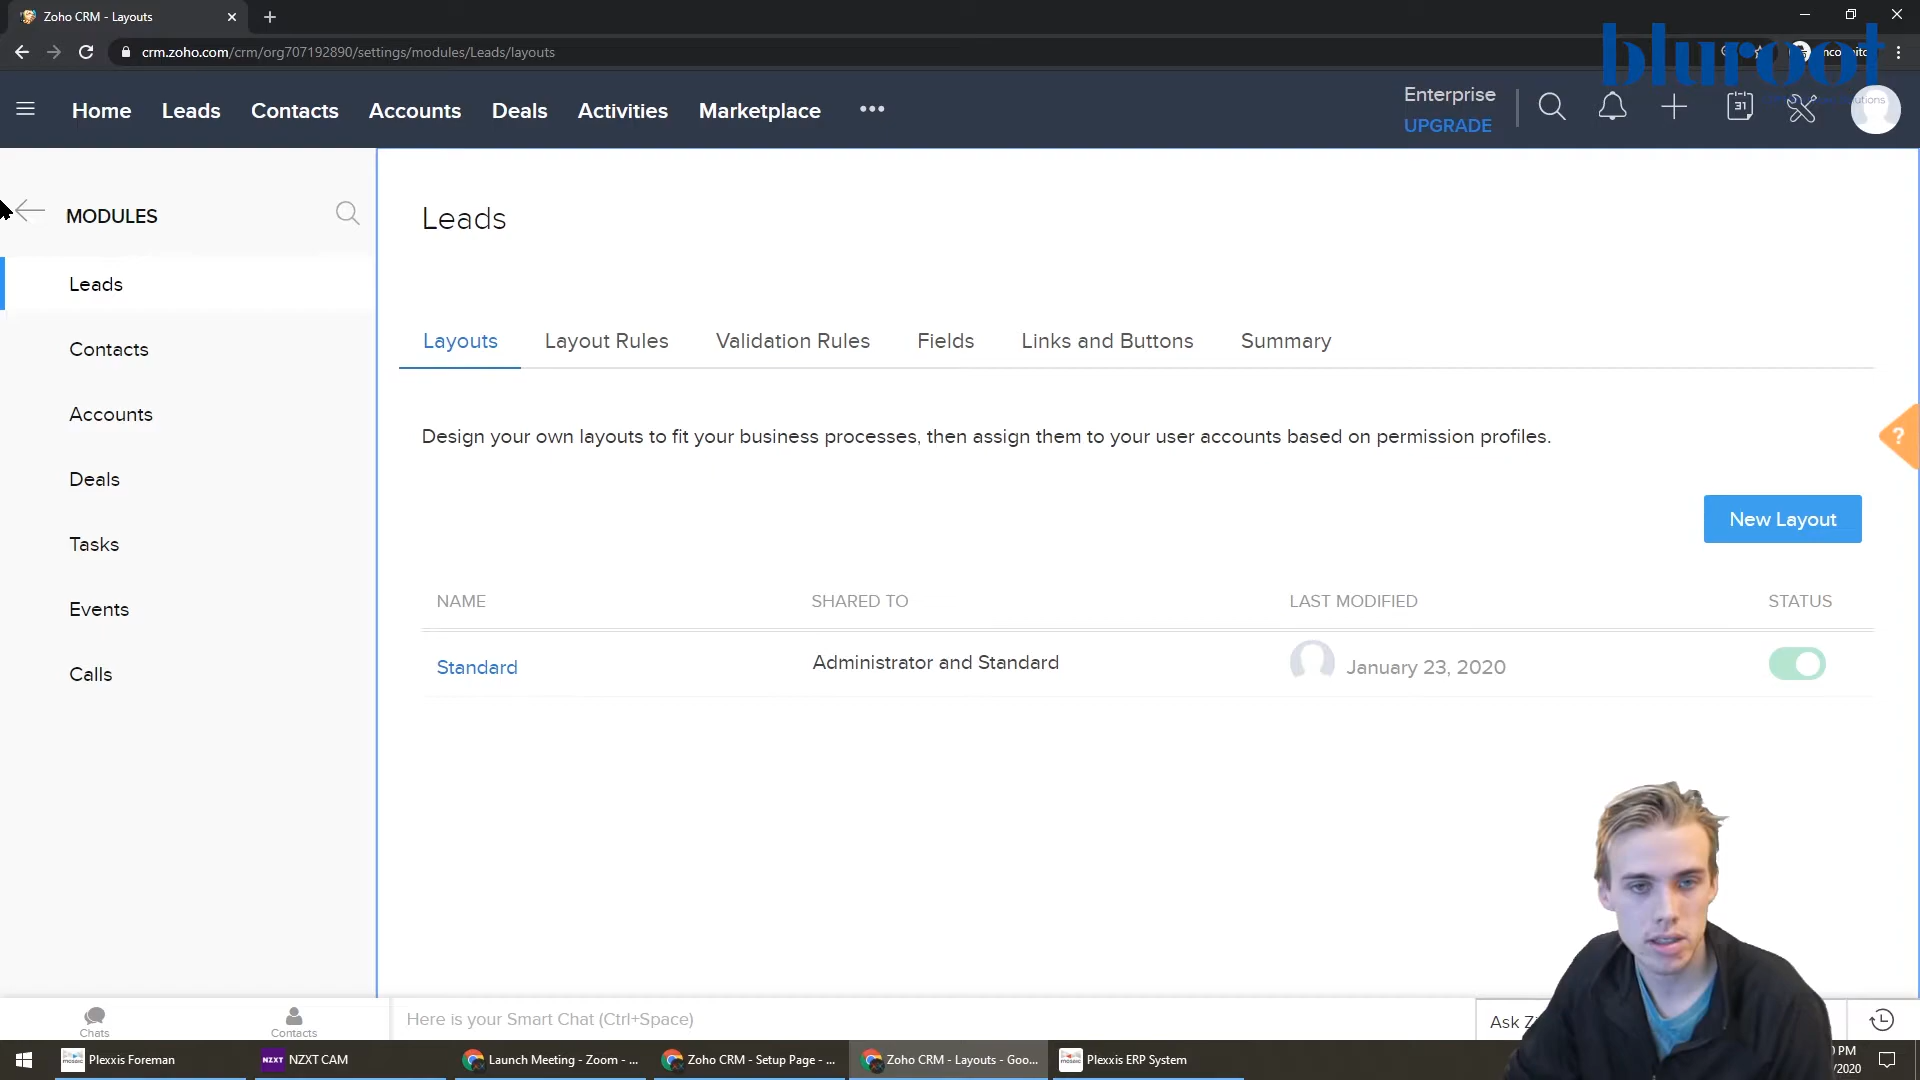 Zoho CRM - Layouts
crm.zoho.com/crm/org707192890/settings/modules/Leads/layouts
bluroot
Home Leads Contacts Accounts Deals Activities Marketplace •••
Enterprise
UPGRADE
31
MODULES
Leads
Contacts
Accounts
Deals
Tasks
Events
Calls
Leads
Layouts Layout Rules Validation Rules Fields Links and Buttons Summary
Design your own layouts to fit your business processes, then assign them to your user accounts based on permission profiles.
?
New Layout
NAME SHARED TO LAST MODIFIED STATUS
Standard Administrator and Standard January 23, 2020
Chats
Contacts
Here is your Smart Chat (Ctrl+Space)
Ask
Plexxis Foreman
NZXT NZXT CAM
Launch Meeting - Zoom - ...
Zoho CRM - Setup Page - ...
Zoho CRM - Layouts - Goo...
Plexxis ERP System
PM
/2020